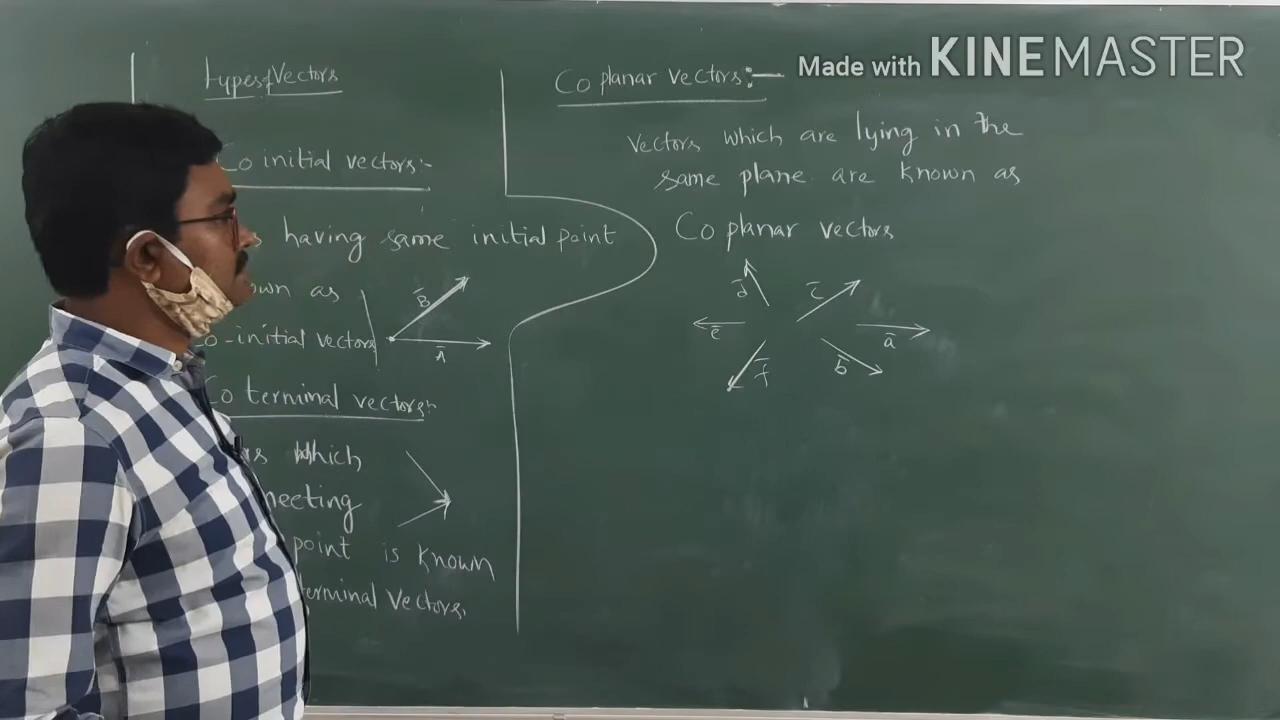 Types of Vectors
Co initial vectors:-
having same initial point
own as
Co-initial vectors
B
A
Co terminal vectors:
rs which
meeting
point is known
terminal vectors.
Co planar vectors:-
Made with KINEMASTER
Vectors which are lying in the
same plane are known as
Co planar vectors
d
c
e
a
f
b